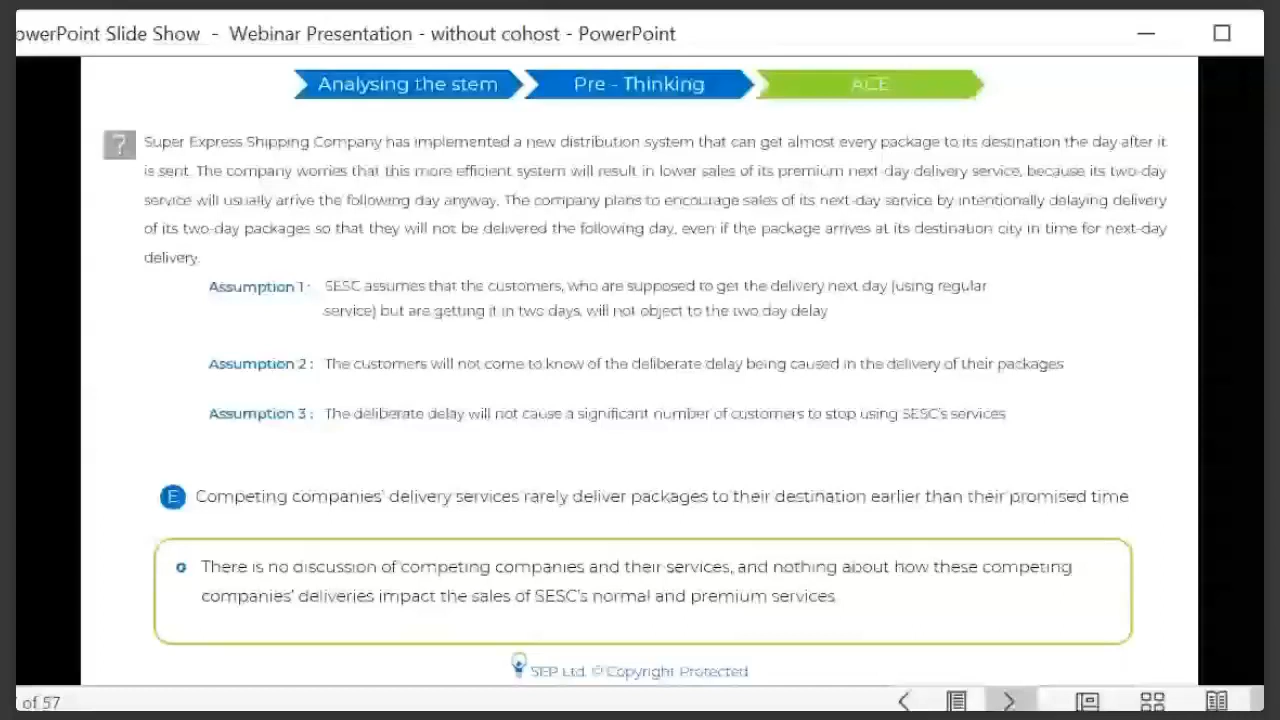 owerPoint Slide Show - Webinar Presentation - without cohost - PowerPoint
Analysing the stem
Pre - Thinking
ACE
?
Super Express Shipping Company has implemented a new distribution system that can get almost every package to its destination the day after it
is sent. The company worries that this more efficient system will result in lower sales of its premium next-day delivery service, because its two-day
service will usually arrive the following day anyway. The company plans to encourage sales of its next-day service by intentionally delaying delivery
of its two-day packages so that they will not be delivered the following day, even if the package arrives at its destination city in time for next-day
delivery.
Assumption 1 : SESC assumes that the customers, who are supposed to get the delivery next day (using regular
service) but are getting it in two days, will not object to the two day delay
Assumption 2 : The customers will not come to know of the deliberate delay being caused in the delivery of their packages
Assumption 3 : The deliberate delay will not cause a significant number of customers to stop using SESC's services
E Competing companies' delivery services rarely deliver packages to their destination earlier than their promised time
There is no discussion of competing companies and their services, and nothing about how these competing
companies' deliveries impact the sales of SESC's normal and premium services
STEP Ltd. © Copyright Protected
of 57